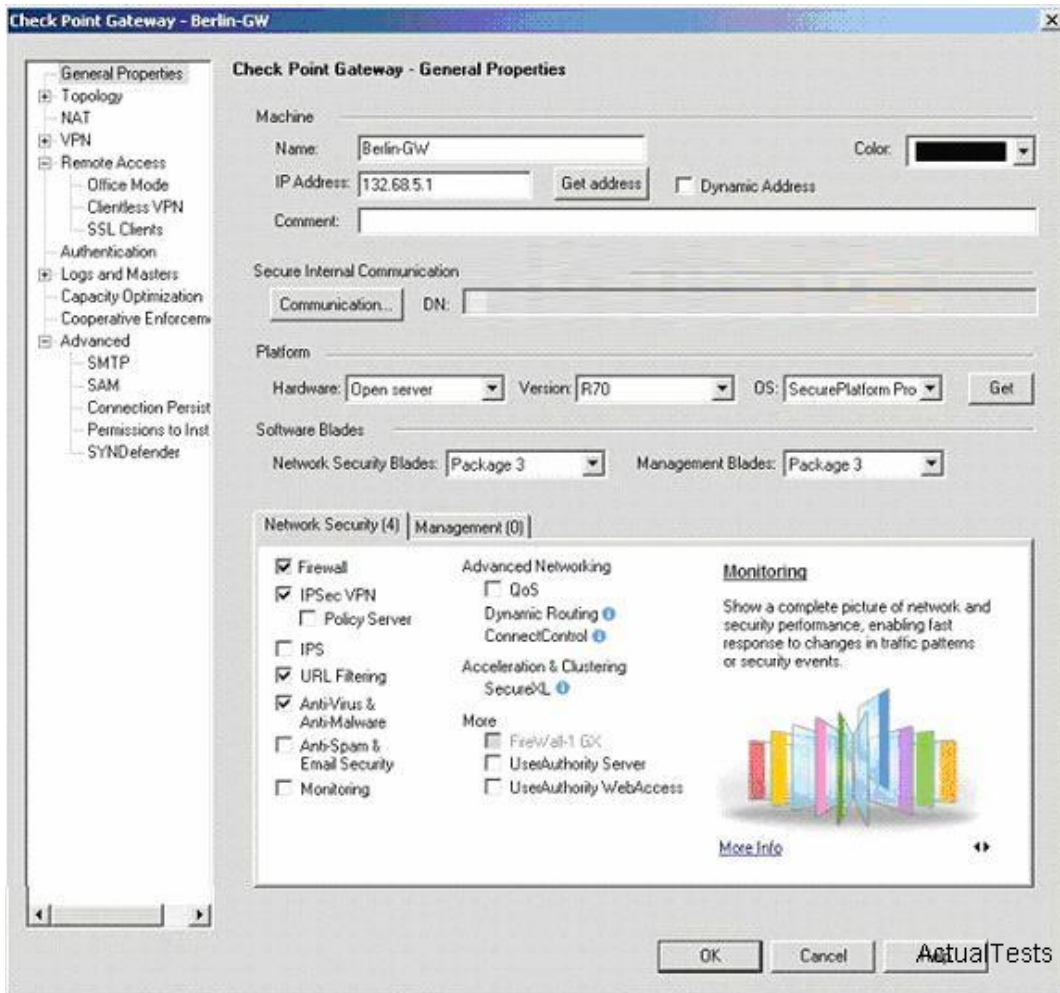 Check Point Gateway - Berlin-GW
General Properties
Topology
NAT
VPN
Remote Access
Office Mode
Clientless VPN
SSL Clients
Authentication
Logs and Masters
Capacity Optimization
Cooperative Enforcem
Advanced
SMTP
SAM
Connection Persist
Permissions to Inst
SYNDefender
Check Point Gateway - General Properties
Machine
Name: Berlin-GW
Color:
IP Address: 132.68.5.1 Get address Dynamic Address
Comment:
Secure Internal Communication
Communication... DN:
Platform
Hardware: Open server Version: R70 OS: SecurePlatform Pro Get
Software Blades
Network Security Blades: Package 3 Management Blades: Package 3
Network Security (4) Management (0)
Firewall
IPSec VPN
Policy Server
IPS
URL Filtering
Anti-Virus &
Anti-Malware
Anti-Spam &
Email Security
Monitoring
Advanced Networking
QoS
Dynamic Routing
ConnectControl
Acceleration & Clustering
SecureXL
More
FireWall-1 GX
UserAuthority Server
UserAuthority WebAccess
Monitoring
Show a complete picture of network and
security performance, enabling fast
response to changes in traffic patterns
or security events.
More Info
OK Cancel
ActualTests